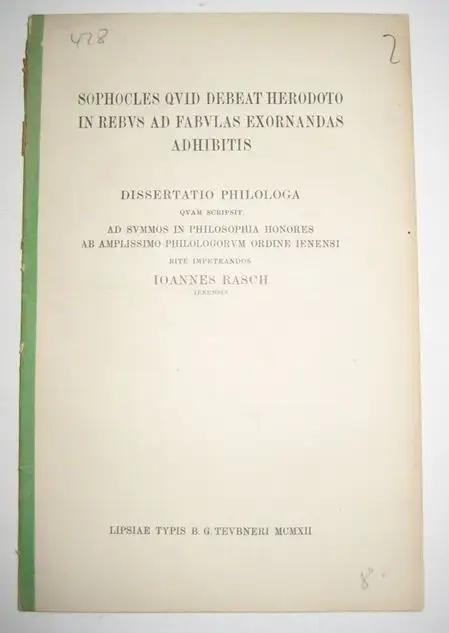 428
2
SOPHOCLES QVID DEBEAT HERODOTO
IN REBVS AD FABVLAS EXORNANDAS
ADHIBITIS
DISSERTATIO PHILOLOGA
QVAM SCRIPSIT
AD SVMMOS IN PHILOSOPHIA HONORES
AB AMPLISSIMO PHILOLOGORVM ORDINE IENENSI
RITE IMPETRANDOS
IOANNES RASCH
IENENSIS
LIPSIAE TYPIS B. G. TEVBNERI MCMXII
8